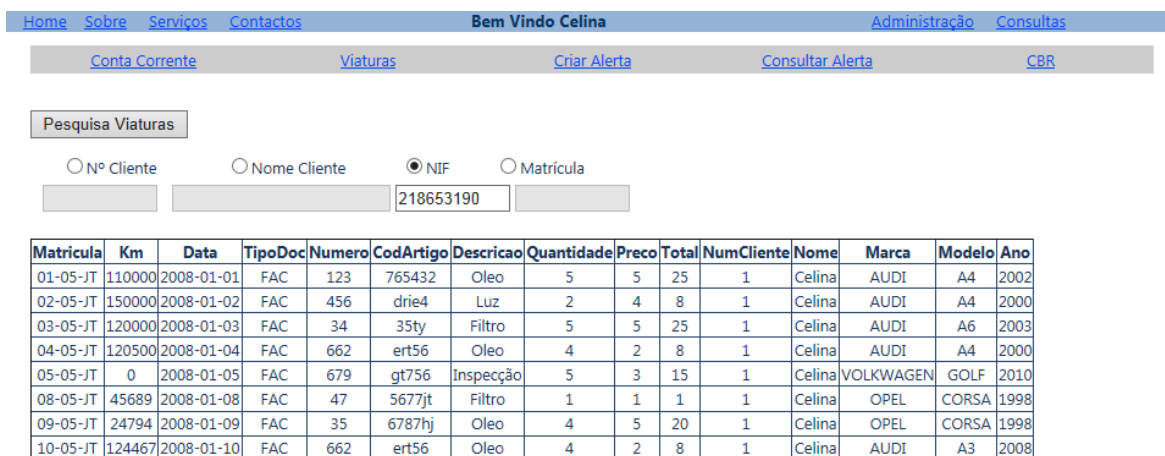 Home Sobre Serviços Contactos Bem Vindo Celina Administração Consultas
Conta Corrente Viaturas Criar Alerta Consultar Alerta CBR
Pesquisa Viaturas
Nº Cliente Nome Cliente NIF Matrícula
218653190
Matricula Km Data TipoDoc Numero CodArtigo Descricao Quantidade Preco Total NumCliente Nome Marca Modelo Ano
01-05-JT 110000 2008-01-01 FAC 123 765432 Oleo 5 5 25 1 Celina AUDI A4 2002
02-05-JT 150000 2008-01-02 FAC 456 drie4 Luz 2 4 8 1 Celina AUDI A4 2000
03-05-JT 120000 2008-01-03 FAC 34 35ty Filtro 5 5 25 1 Celina AUDI A6 2003
04-05-JT 120500 2008-01-04 FAC 662 ert56 Oleo 4 2 8 1 Celina AUDI A4 2000
05-05-JT 0 2008-01-05 FAC 679 gt756 Inspecção 5 3 15 1 Celina VOLKWAGEN GOLF 2010
08-05-JT 45689 2008-01-08 FAC 47 5677jt Filtro 1 1 1 1 Celina OPEL CORSA 1998
09-05-JT 24794 2008-01-09 FAC 35 6787hj Oleo 4 5 20 1 Celina OPEL CORSA 1998
10-05-JT 124467 2008-01-10 FAC 662 ert56 Oleo 4 2 8 1 Celina AUDI A3 2008